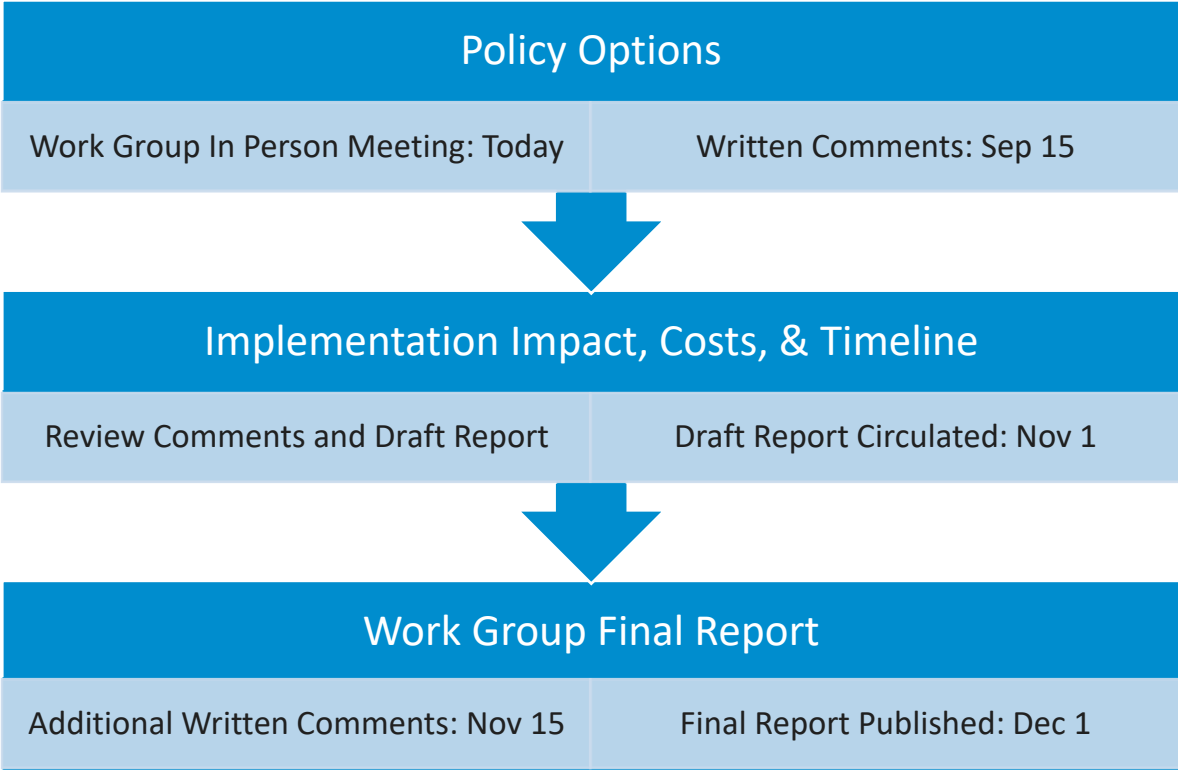 Policy Options
Work Group In Person Meeting: Today
Written Comments: Sep 15
Implementation Impact, Costs, & Timeline
Review Comments and Draft Report
Draft Report Circulated: Nov 1
Work Group Final Report
Additional Written Comments: Nov 15
Final Report Published: Dec 1